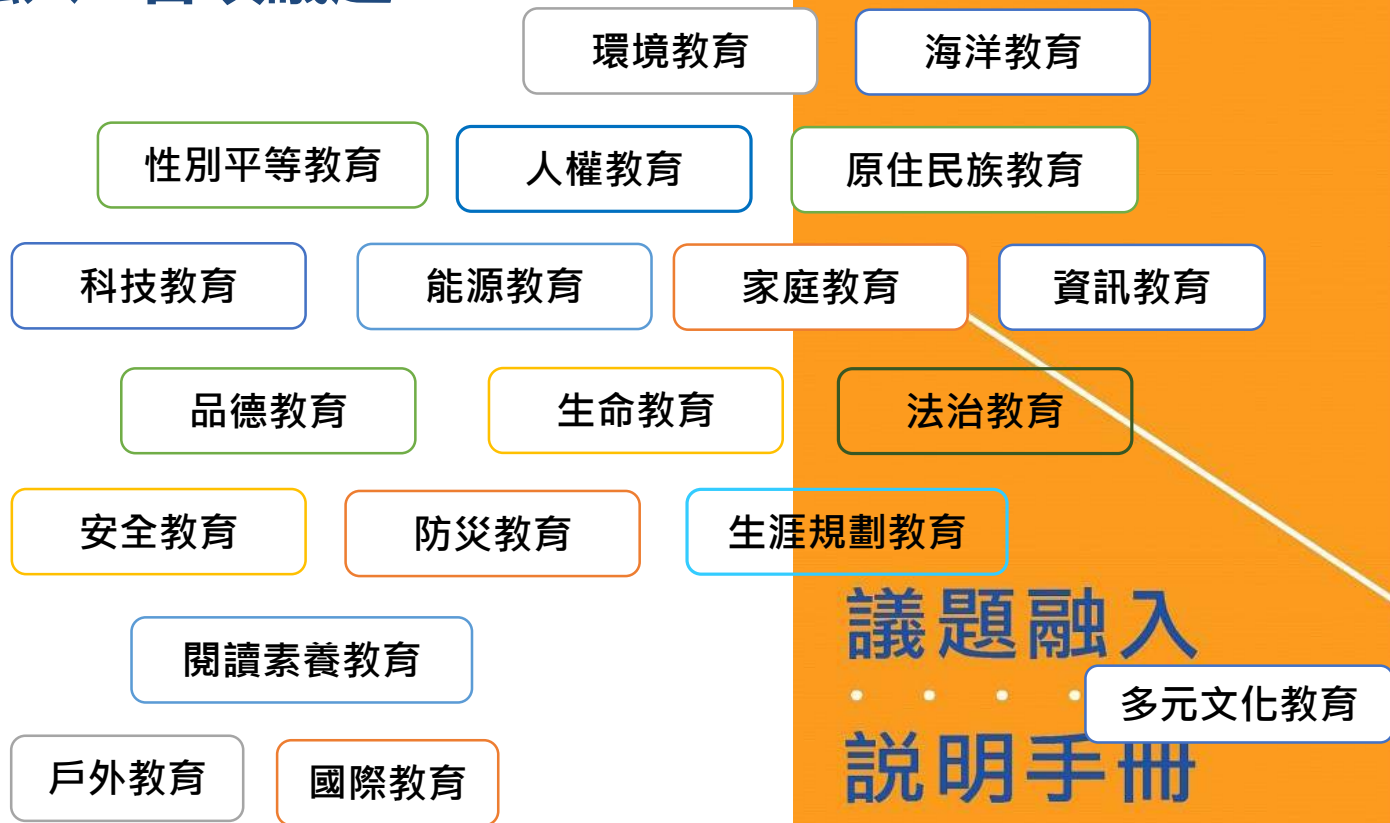 環境教育
海洋教育
性別平等教育
人權教育
原住民族教育
科技教育
能源教育
家庭教育
資訊教育
品德教育
生命教育
法治教育
安全教育
防災教育
生涯規劃教育
閱讀素養教育
議題融入
多元文化教育
說明手冊
戶外教育
國際教育